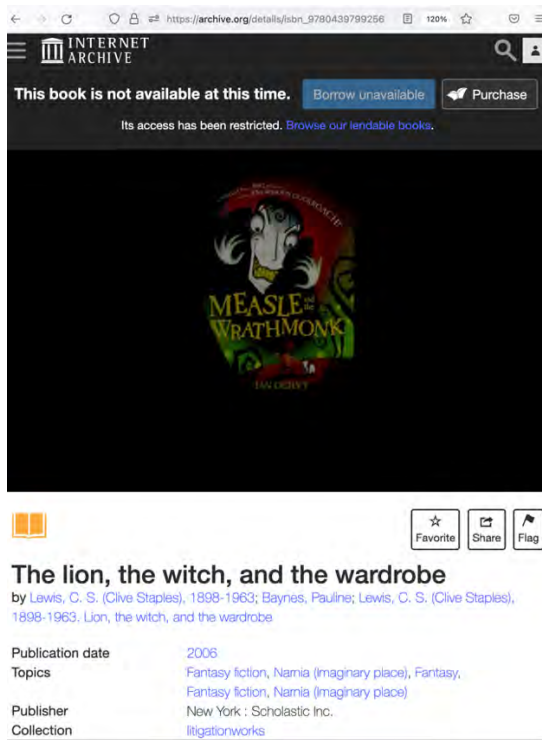 https://archive.org/details/isbn_9780439799256
120%
INTERNET
ARCHIVE
This book is not available at this time.
Borrow unavailable
Purchase
Its access has been restricted. Browse our lendable books.
MEASLE and the
WRATHMONK
IAN OGILVY
Favorite
Share
Flag
The lion, the witch, and the wardrobe
by Lewis, C. S. (Clive Staples), 1898-1963; Baynes, Pauline; Lewis, C. S. (Clive Staples),
1898-1963. Lion, the witch, and the wardrobe
Publication date 2006
Topics Fantasy fiction, Narnia (Imaginary place), Fantasy,
Fantasy fiction, Narnia (Imaginary place)
Publisher New York : Scholastic Inc.
Collection litigationworks